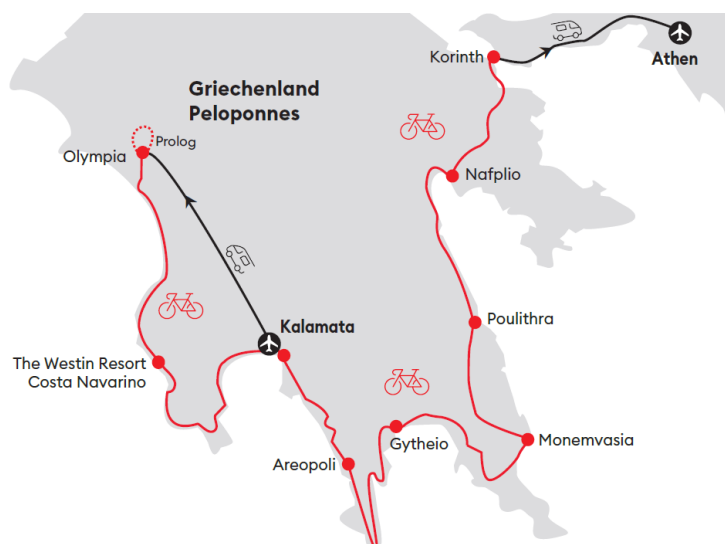 Korinth
Athen
Griechenland
Peloponnes
Prolog
Olympia
Nafplio
Kalamata
Poulithra
The Westin Resort
Costa Navarino
Gytheio
Monemvasia
Areopoli